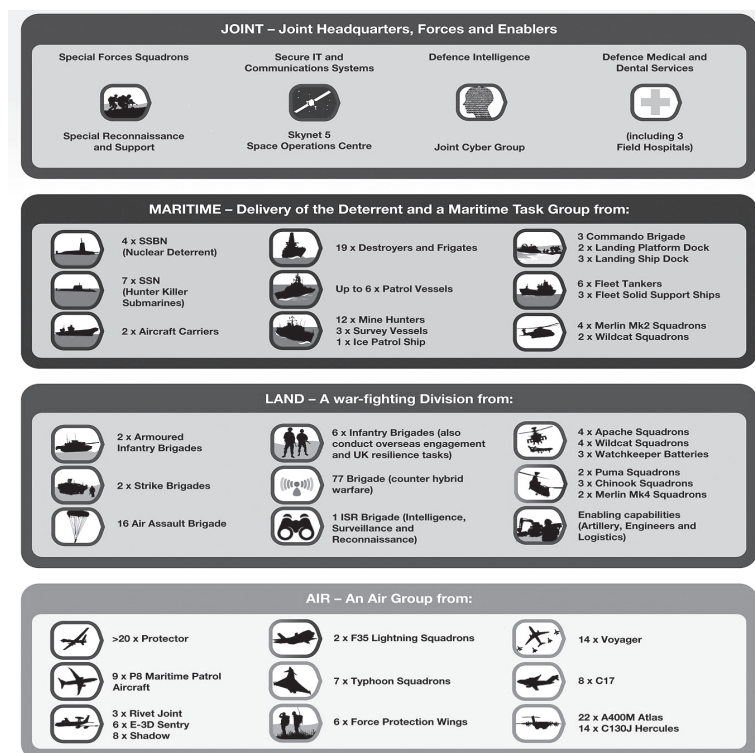 JOINT – Joint Headquarters, Forces and Enablers
Special Forces Squadrons
Special Reconnaissance
and Support
Secure IT and
Communications Systems
Skynet 5
Space Operations Centre
Defence Intelligence
Joint Cyber Group
Defence Medical and
Dental Services
(including 3
Field Hospitals)
MARITIME – Delivery of the Deterrent and a Maritime Task Group from:
4 x SSBN
(Nuclear Deterrent)
7 x SSN
(Hunter Killer
Submarines)
2 x Aircraft Carriers
19 x Destroyers and Frigates
Up to 6 x Patrol Vessels
12 x Mine Hunters
3 x Survey Vessels
1 x Ice Patrol Ship
3 Commando Brigade
2 x Landing Platform Dock
3 x Landing Ship Dock
6 x Fleet Tankers
3 x Fleet Solid Support Ships
4 x Merlin Mk2 Squadrons
2 x Wildcat Squadrons
LAND – A war-fighting Division from:
2 x Armoured
Infantry Brigades
2 x Strike Brigades
16 Air Assault Brigade
6 x Infantry Brigades (also
conduct overseas engagement
and UK resilience tasks)
77 Brigade (counter hybrid
warfare)
1 ISR Brigade (Intelligence,
Surveillance and
Reconnaissance)
4 x Apache Squadrons
4 x Wildcat Squadrons
3 x Watchkeeper Batteries
2 x Puma Squadrons
3 x Chinook Squadrons
2 x Merlin Mk4 Squadrons
Enabling capabilities
(Artillery, Engineers and
Logistics)
AIR – An Air Group from:
>20 x Protector
9 x P8 Maritime Patrol
Aircraft
3 x Rivet Joint
6 x E-3D Sentry
8 x Shadow
2 x F35 Lightning Squadrons
7 x Typhoon Squadrons
6 x Force Protection Wings
14 x Voyager
8 x C17
22 x A400M Atlas
14 x C130J Hercules